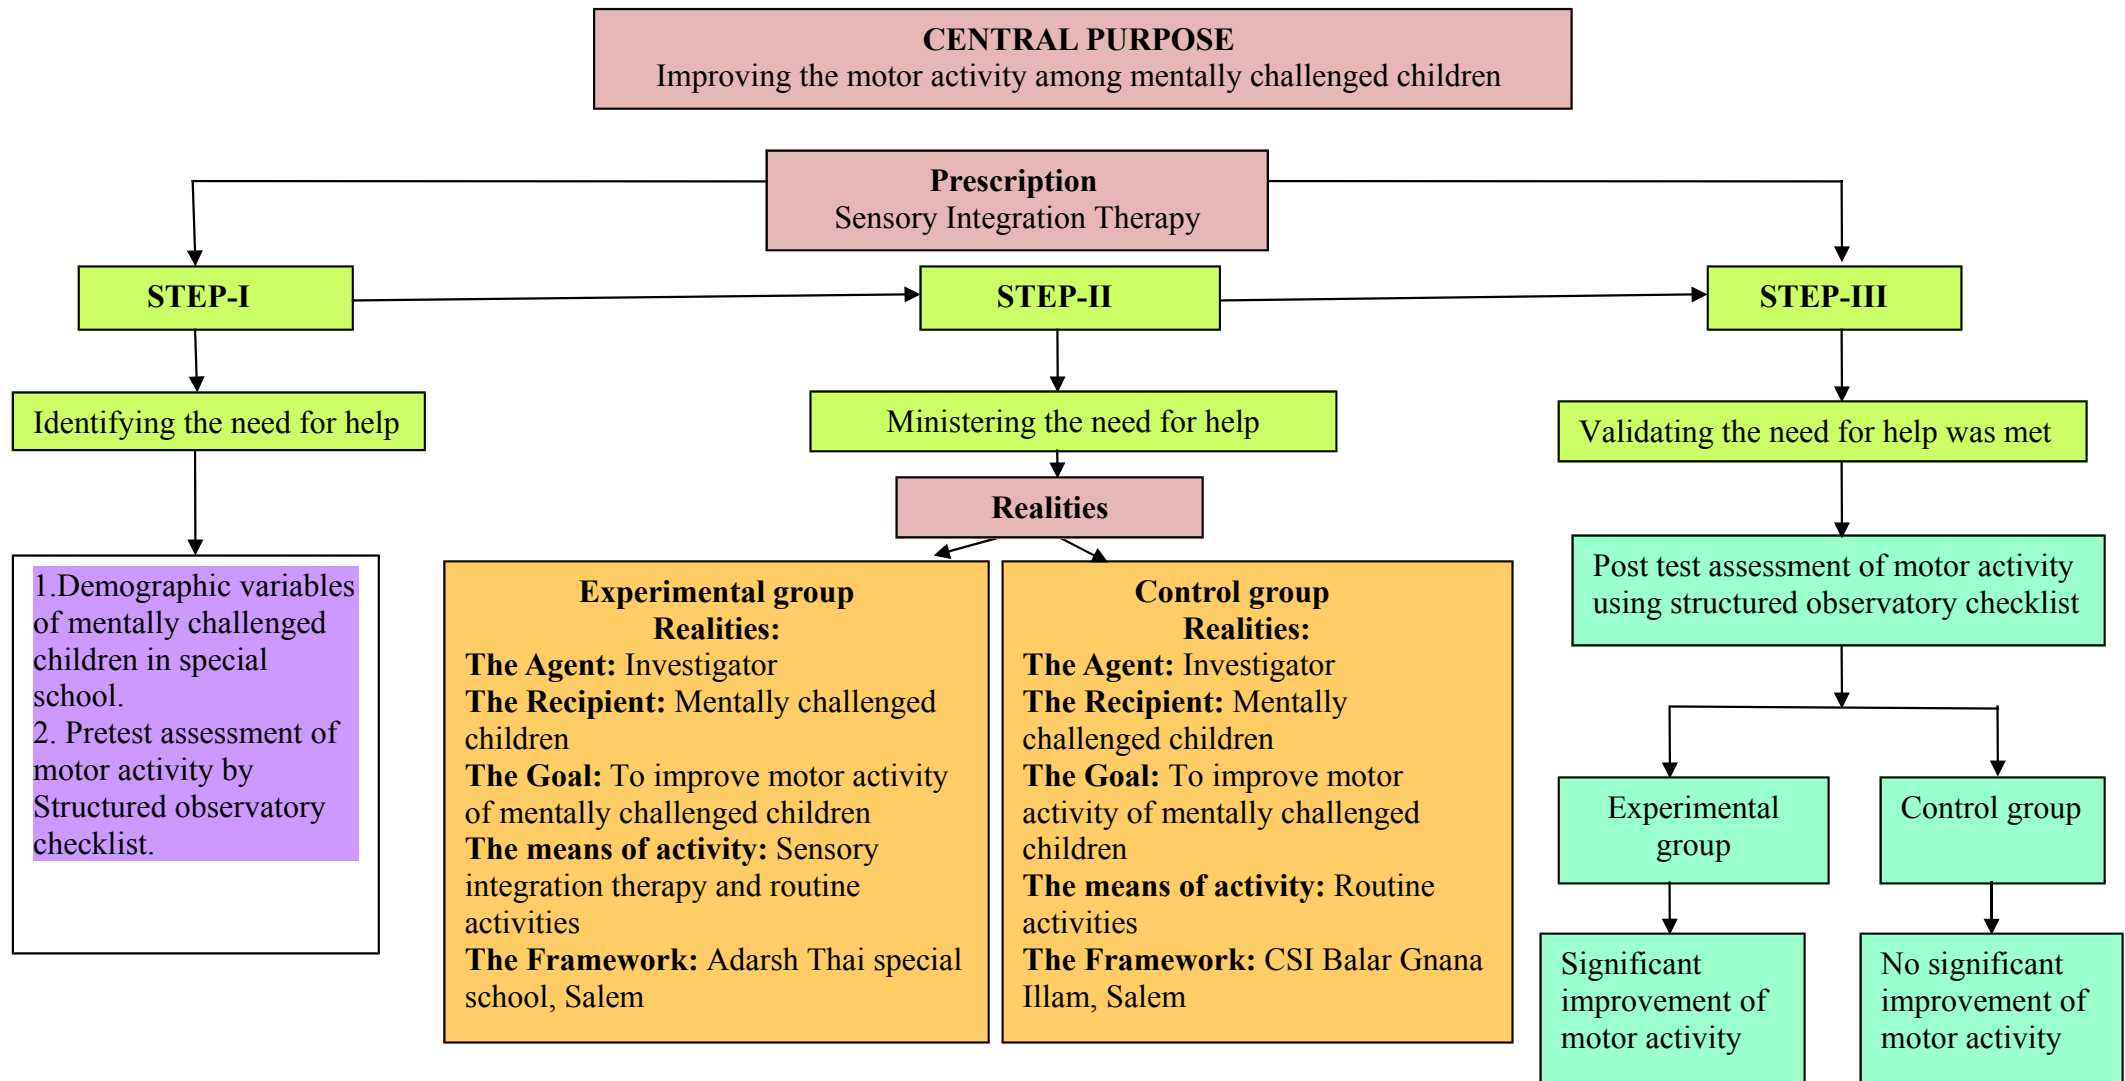 CENTRAL PURPOSE
Improving the motor activity among mentally challenged children
Prescription
Sensory Integration Therapy
STEP-I
STEP-II
STEP-III
Identifying the need for help
Ministering the need for help
Validating the need for help was met
Realities
1.Demographic variables
of mentally challenged
children in special
school.
2. Pretest assessment of
motor activity by
Structured observatory
checklist.
Experimental group
Realities:
The Agent: Investigator
The Recipient: Mentally challenged
children
The Goal: To improve motor activity
of mentally challenged children
The means of activity: Sensory
integration therapy and routine
activities
The Framework: Adarsh Thai special
school, Salem
Control group
Realities:
The Agent: Investigator
The Recipient: Mentally
challenged children
The Goal: To improve motor
activity of mentally challenged
children
The means of activity: Routine
activities
The Framework: CSI Balar Gnana
Illam, Salem
Post test assessment of motor activity
using structured observatory checklist
Experimental
group
Control group
Significant
improvement of
motor activity
No significant
improvement of
motor activity